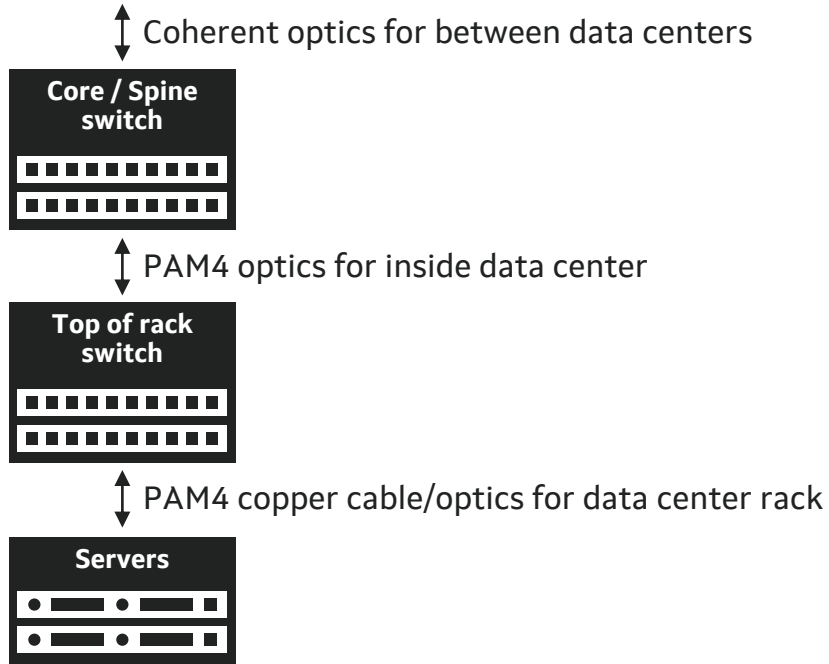 Coherent optics for between data centers
Core / Spine
switch
PAM4 optics for inside data center
Top of rack
switch
PAM4 copper cable/optics for data center rack
Servers